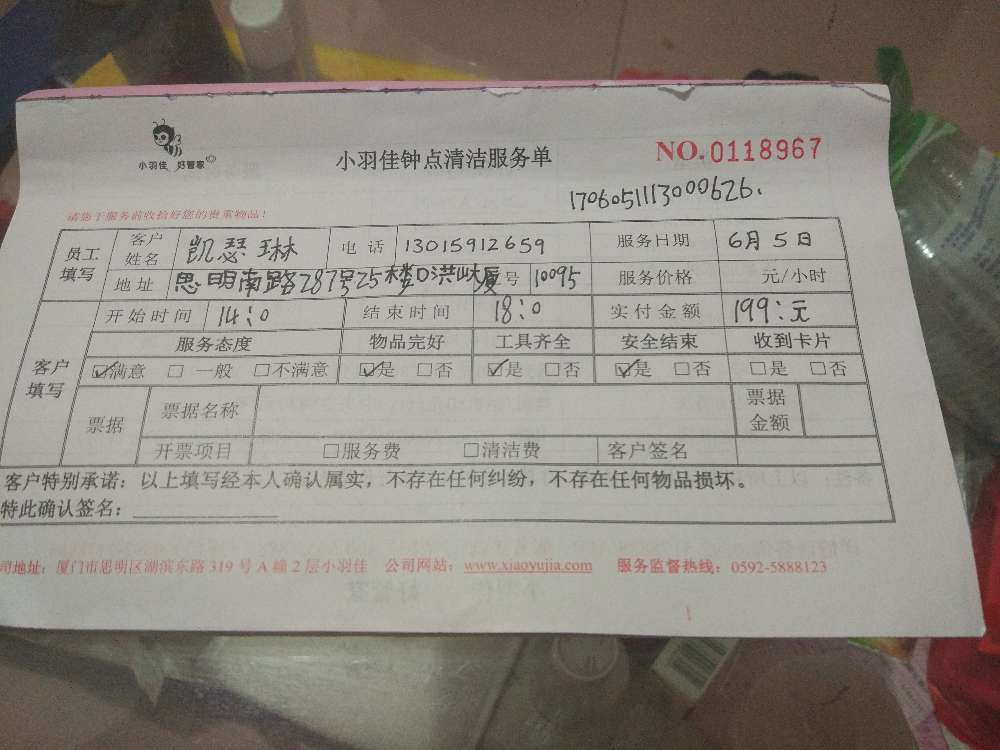 小羽佳 好管家
小羽佳钟点清洁服务单
NO.0118967
1706051113000626.
请您于服务前收拾好您的贵重物品!
员工填写 客户姓名 凯瑟琳 电话 13015912659 服务日期 6月5日
地址 思明南路287号25楼口洪 厦 号 10095 服务价格 元/小时
客户填写 开始时间 14:0 结束时间 18:0 实付金额 199:元
服务态度 物品完好 工具齐全 安全结束 收到卡片
☑满意 □ 一般 □不满意 ☑是 □否 ☑是 □否 ☑是 □否 □是 □否
票据 票据名称 票据金额
开票项目 □服务费 □清洁费 客户签名
客户特别承诺:以上填写经本人确认属实,不存在任何纠纷,不存在任何物品损坏。
特此确认签名:
司地址:厦门市思明区湖滨东路 319 号 A 幢 2 层小羽佳 公司网站:www.xiaoyujia.com 服务监督热线:0592-5888123